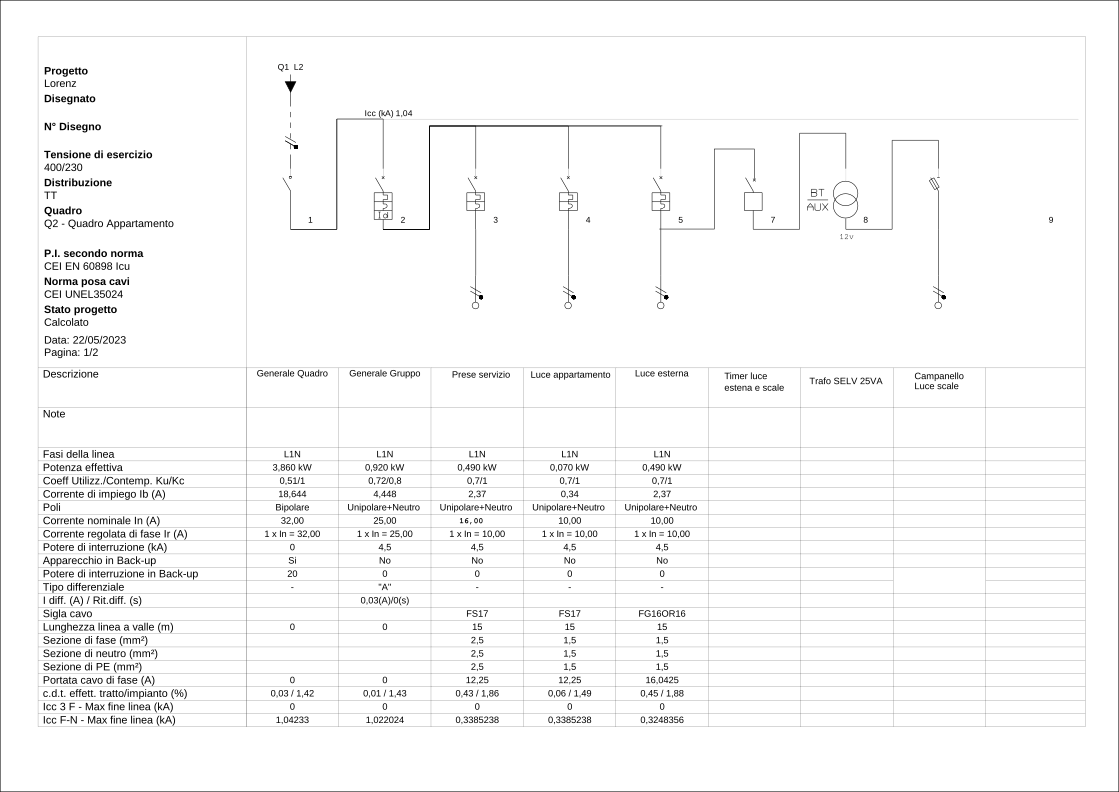 Progetto
Lorenz
Disegnato
N° Disegno
Tensione di esercizio
400/230
Distribuzione
TT
Quadro
Q2 - Quadro Appartamento
P.I. secondo norma
CEI EN 60898 Icu
Norma posa cavi
CEI UNEL35024
Stato progetto
Calcolato
Data: 22/05/2023
Pagina: 1/2
Q1 L2
Icc (kA) 1,04
Id
BT
AUX
12v
1 2 3 4 5 7 8 9
Descrizione Generale Quadro Generale Gruppo Prese servizio Luce appartamento Luce esterna Timer luce estena e scale Trafo SELV 25VA Campanello Luce scale
Note
Fasi della linea L1N L1N L1N L1N L1N
Potenza effettiva 3,860 kW 0,920 kW 0,490 kW 0,070 kW 0,490 kW
Coeff Utilizz./Contemp. Ku/Kc 0,51/1 0,72/0,8 0,7/1 0,7/1 0,7/1
Corrente di impiego Ib (A) 18,644 4,448 2,37 0,34 2,37
Poli Bipolare Unipolare+Neutro Unipolare+Neutro Unipolare+Neutro Unipolare+Neutro
Corrente nominale In (A) 32,00 25,00 16,00 10,00 10,00
Corrente regolata di fase Ir (A) 1 x In = 32,00 1 x In = 25,00 1 x In = 10,00 1 x In = 10,00 1 x In = 10,00
Potere di interruzione (kA) 0 4,5 4,5 4,5 4,5
Apparecchio in Back-up Si No No No No
Potere di interruzione in Back-up 20 0 0 0 0
Tipo differenziale - "A" - - -
I diff. (A) / Rit.diff. (s) 0,03(A)/0(s)
Sigla cavo FS17 FS17 FG16OR16
Lunghezza linea a valle (m) 0 0 15 15 15
Sezione di fase (mm²) 2,5 1,5 1,5
Sezione di neutro (mm²) 2,5 1,5 1,5
Sezione di PE (mm²) 2,5 1,5 1,5
Portata cavo di fase (A) 0 0 12,25 12,25 16,0425
c.d.t. effett. tratto/impianto (%) 0,03 / 1,42 0,01 / 1,43 0,43 / 1,86 0,06 / 1,49 0,45 / 1,88
Icc 3 F - Max fine linea (kA) 0 0 0 0 0
Icc F-N - Max fine linea (kA) 1,04233 1,022024 0,3385238 0,3385238 0,3248356